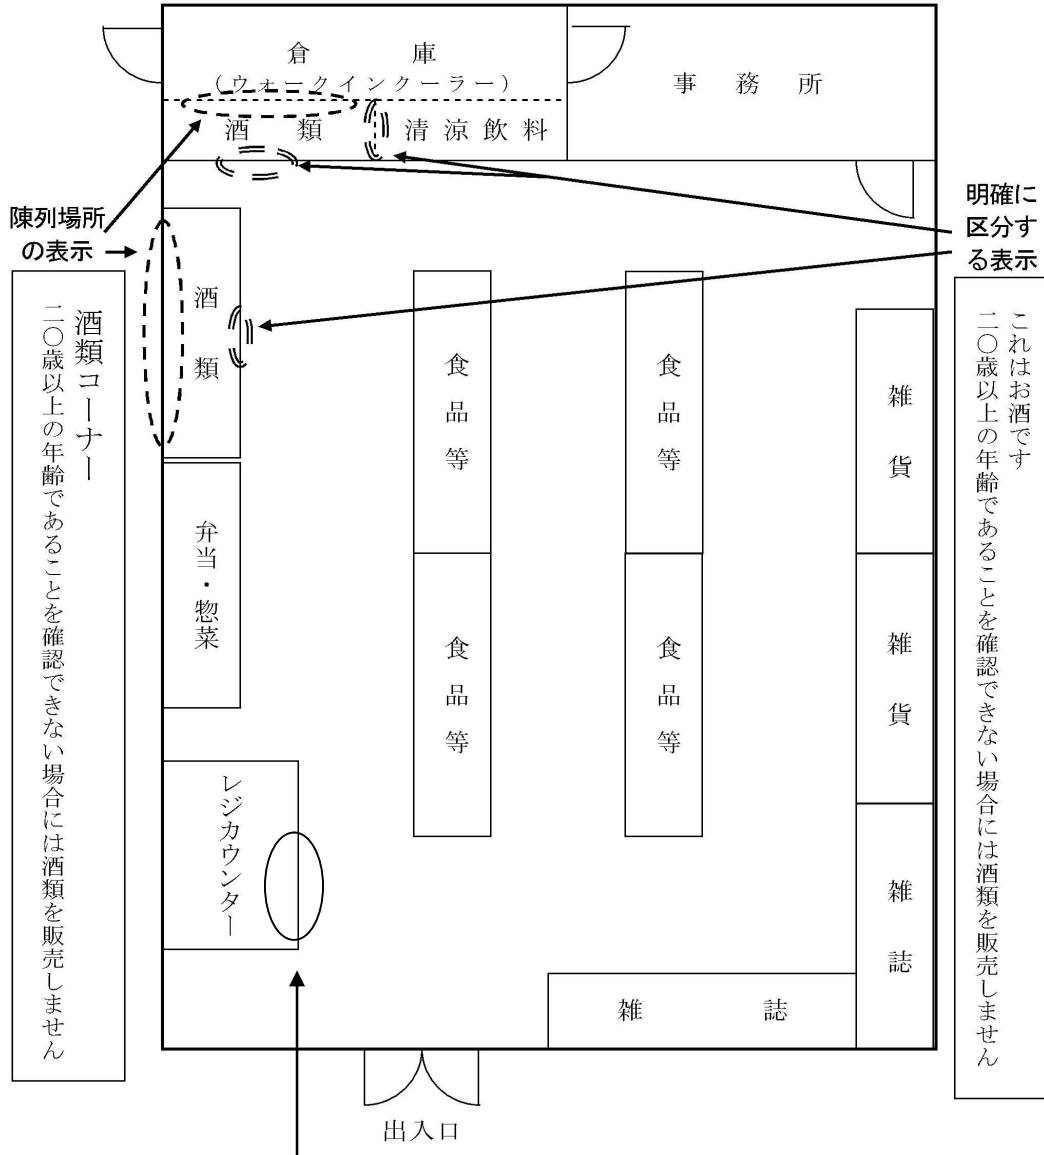 倉庫
（ウォークインクーラー）
事務所
酒類
清涼飲料
陳列場所
の表示
明確に
区分す
る表示
酒類コーナー
二〇歳以上の年齢であることを確認できない場合には酒類を販売しません
これはお酒です
二〇歳以上の年齢であることを確認できない場合には酒類を販売しません
酒類
食品等
食品等
雑貨
弁当・惣菜
食品等
食品等
雑貨
レジカウンター
雑誌
雑誌
出入口